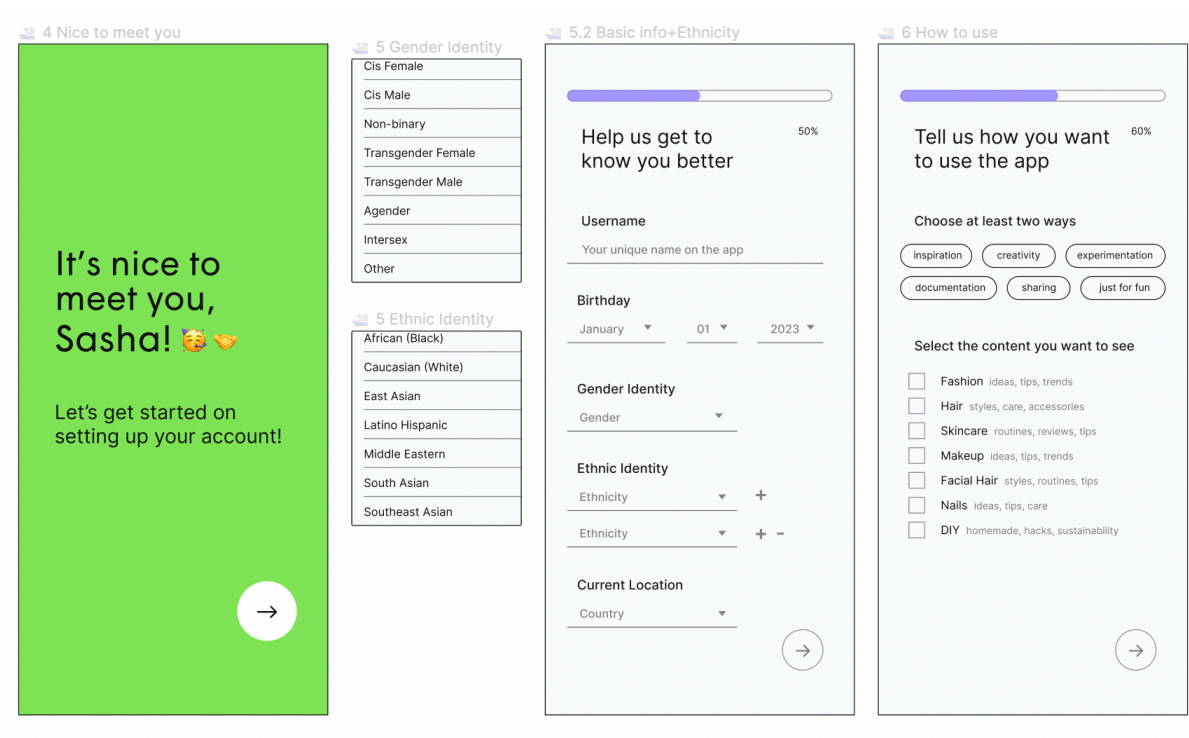 4 Nice to meet you
It's nice to
meet you,
Sasha! 🥳 🤝
Let's get started on
setting up your account!
→
5 Gender Identity
Cis Female
Cis Male
Non-binary
Transgender Female
Transgender Male
Agender
Intersex
Other
5 Ethnic Identity
African (Black)
Caucasian (White)
East Asian
Latino Hispanic
Middle Eastern
South Asian
Southeast Asian
5.2 Basic info+Ethnicity
Help us get to
know you better
50%
Username
Your unique name on the app
Birthday
January 01 2023
Gender Identity
Gender
Ethnic Identity
Ethnicity +
Ethnicity + -
Current Location
Country
→
6 How to use
Tell us how you want
to use the app
60%
Choose at least two ways
inspiration creativity experimentation
documentation sharing just for fun
Select the content you want to see
Fashion ideas, tips, trends
Hair styles, care, accessories
Skincare routines, reviews, tips
Makeup ideas, tips, trends
Facial Hair styles, routines, tips
Nails ideas, tips, care
DIY homemade, hacks, sustainability
→